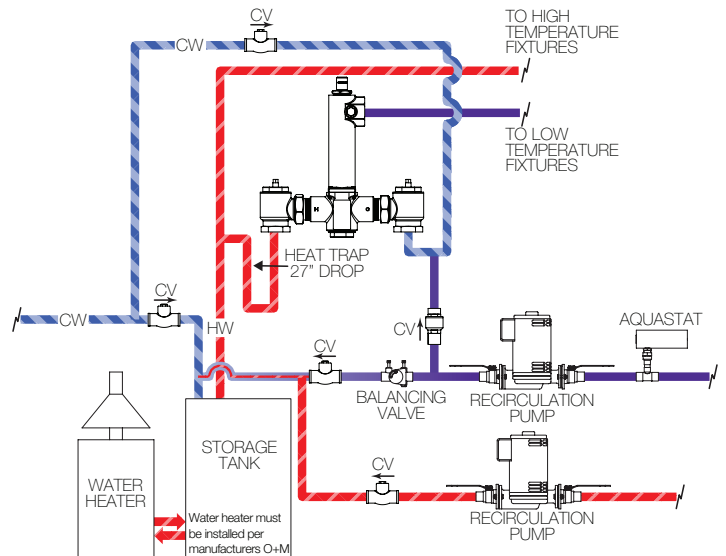 CV
CW
TO HIGH
TEMPERATURE
FIXTURES
TO LOW
TEMPERATURE
FIXTURES
H
C
HEAT TRAP
27" DROP
CV
CW
HW
CV
AQUASTAT
CV
BALANCING
VALVE
RECIRCULATION
PUMP
STORAGE
TANK
CV
WATER
HEATER
Water heater must
be installed per
manufacturers O+M
RECIRCULATION
PUMP